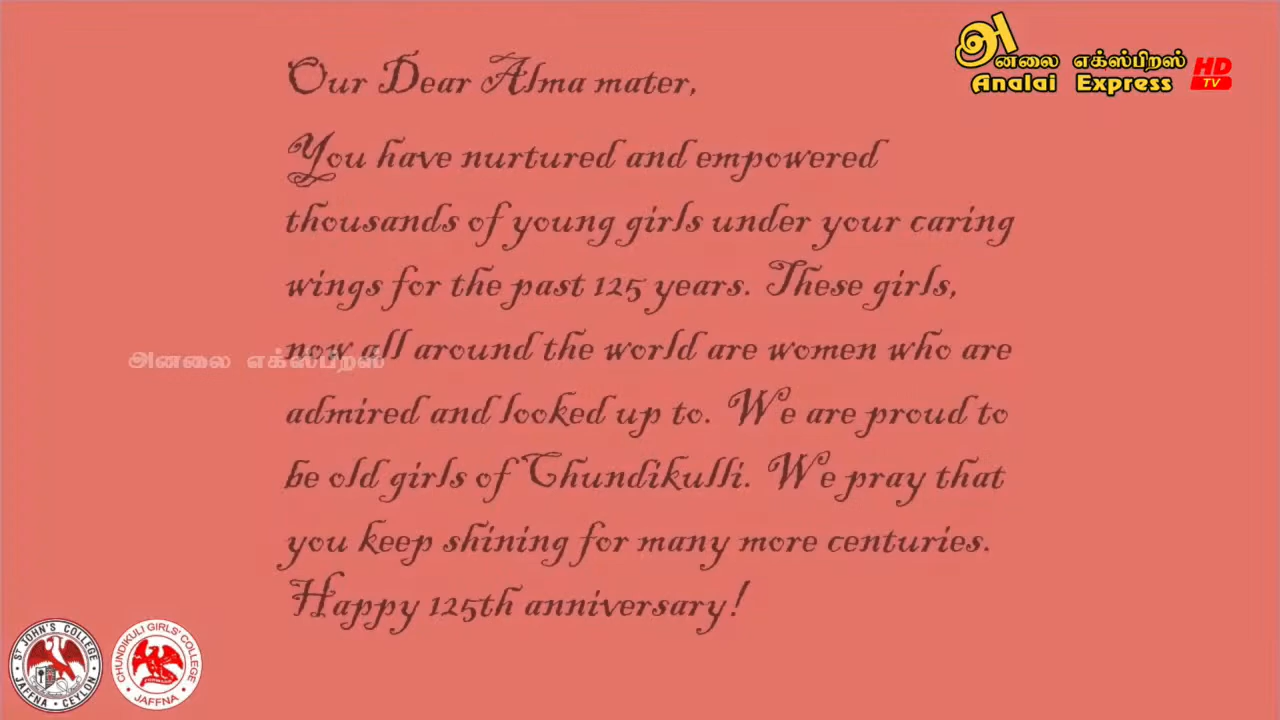 அனலை எக்ஸ்பிறஸ்
Analai Express
HD
TV
Our Dear Alma mater,
You have nurtured and empowered
thousands of young girls under your caring
wings for the past 125 years. These girls,
now all around the world are women who are
admired and looked up to. We are proud to
be old girls of Chundikulli. We pray that
you keep shining for many more centuries.
Happy 125th anniversary!
அனலை எக்ஸ்பிறஸ்
ST JOHN'S COLLEGE
JAFFNA • CEYLON
CHUNDIKULI GIRLS' COLLEGE
JAFFNA